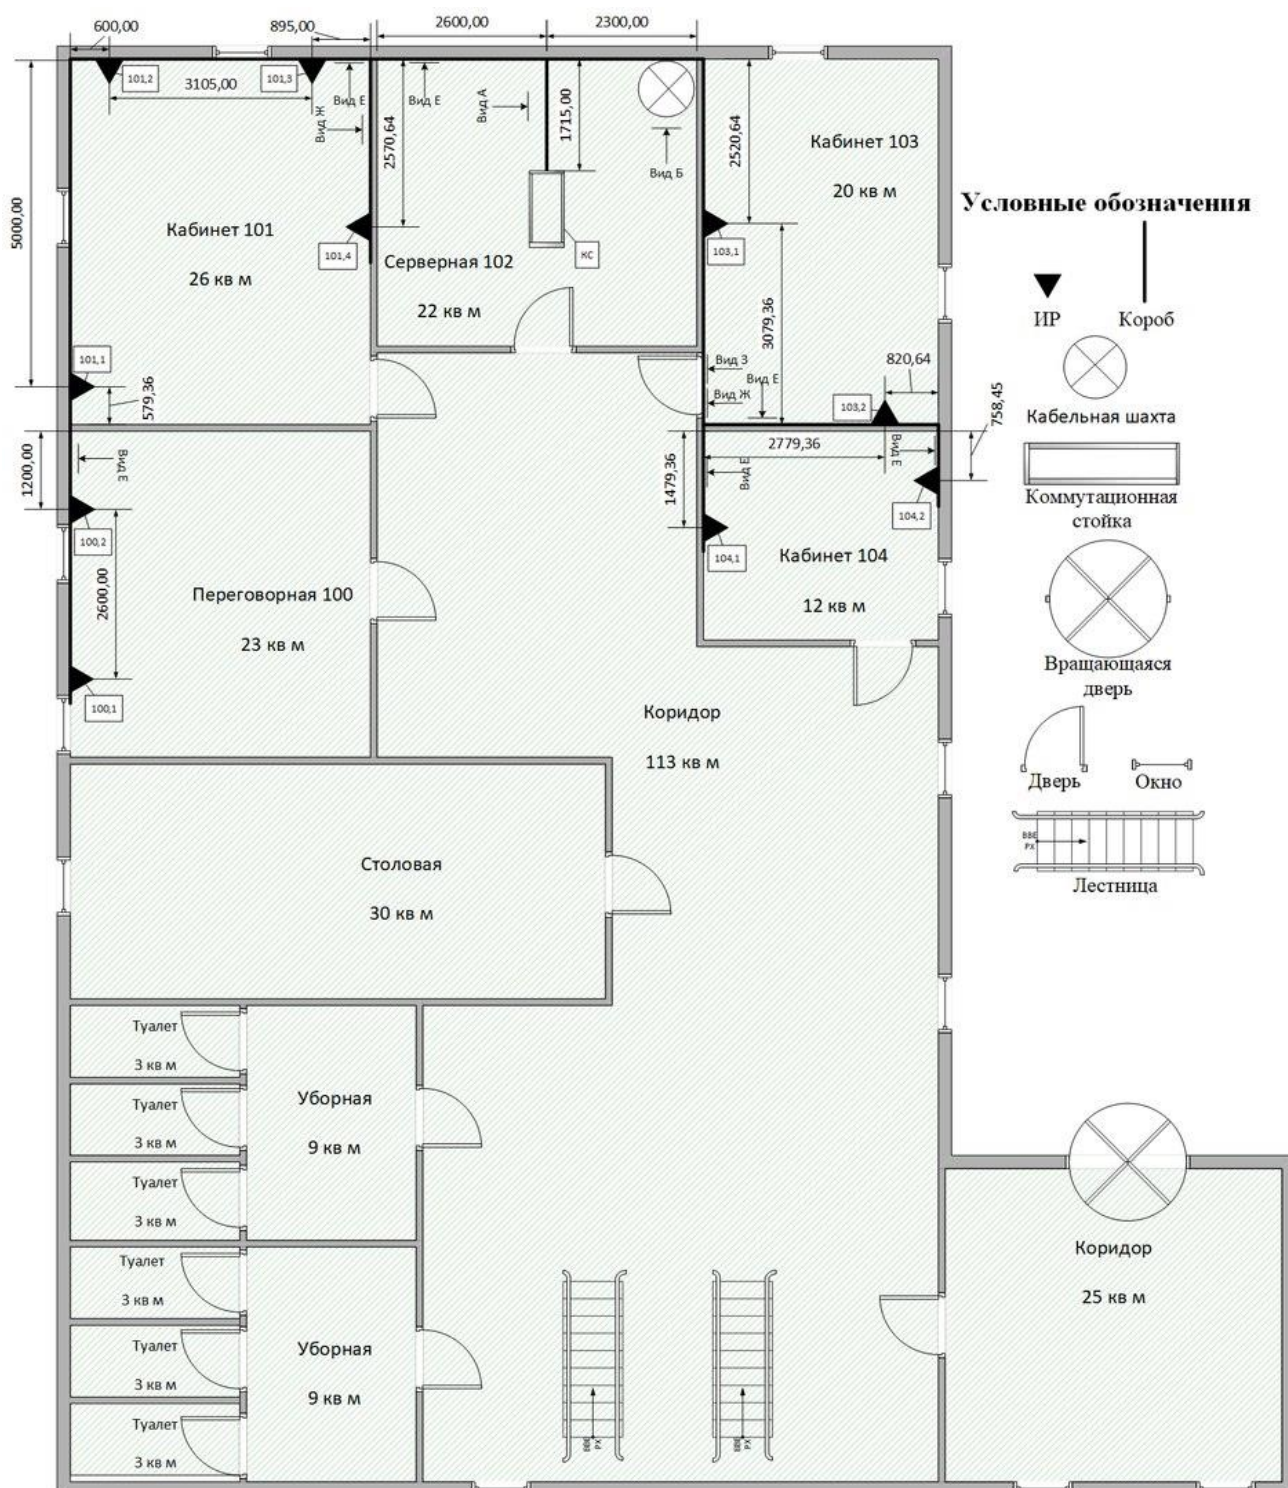 600,00
895,00
2600,00
2300,00
101,2
101,3
3105,00
Вид Е
Вид Ж
Вид Е
Вид А
2570,64
1715,00
Вид Б
2520,64
Кабинет 103
20 кв м
5000,00
Кабинет 101
26 кв м
101,4
Серверная 102
22 кв м
КС
103,1
3079,36
101,1
579,36
Вид З
Вид Ж
Вид Е
820,64
103,2
758,45
1200,00
Вид Е
100,2
2600,00
Переговорная 100
23 кв м
100,1
1479,36
2779,36
Вид Е
Вид Е
104,2
104,1
Кабинет 104
12 кв м
Коридор
113 кв м
Столовая
30 кв м
Туалет
3 кв м
Туалет
3 кв м
Туалет
3 кв м
Уборная
9 кв м
Туалет
3 кв м
Туалет
3 кв м
Туалет
3 кв м
Уборная
9 кв м
ВВЕ
РХ
ВВЕ
РХ
Коридор
25 кв м
Условные обозначения
ИР
Короб
Кабельная шахта
Коммутационная
стойка
Вращающаяся
дверь
Дверь
Окно
ВВЕ
РХ
Лестница